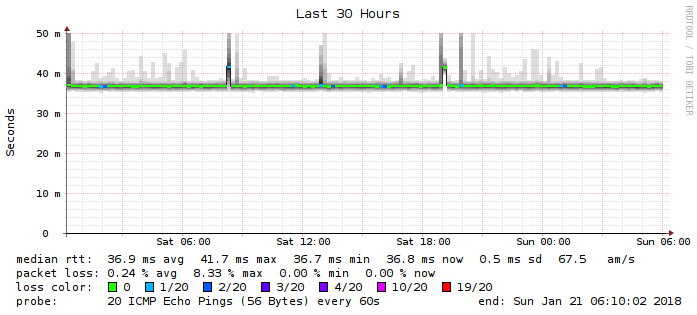 Last 30 Hours
RRDTOOL / TOBI OETIKER
Seconds
50 m
40 m
30 m
20 m
10 m
0
Sat 06:00 Sat 12:00 Sat 18:00 Sun 00:00 Sun 06:00
median rtt: 36.9 ms avg 41.7 ms max 36.7 ms min 36.8 ms now 0.5 ms sd 67.5 am/s
packet loss: 0.24 % avg 8.33 % max 0.00 % min 0.00 % now
loss color: 0 1/20 2/20 3/20 4/20 10/20 19/20
probe: 20 ICMP Echo Pings (56 Bytes) every 60s end: Sun Jan 21 06:10:02 2018